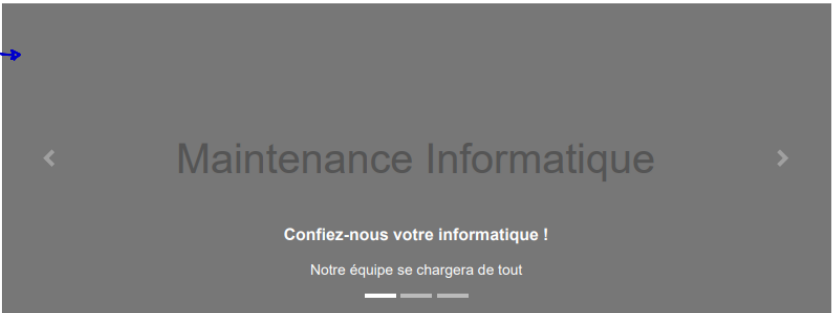 Maintenance Informatique
Confiez-nous votre informatique !
Notre équipe se chargera de tout